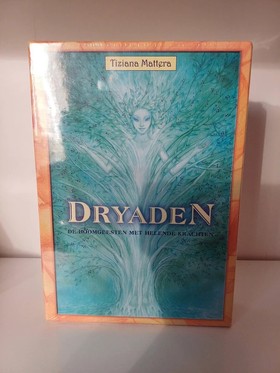 Tiziana Mattera
DRYADEN
DE BOOMGEESTEN MET HELENDE KRACHTEN